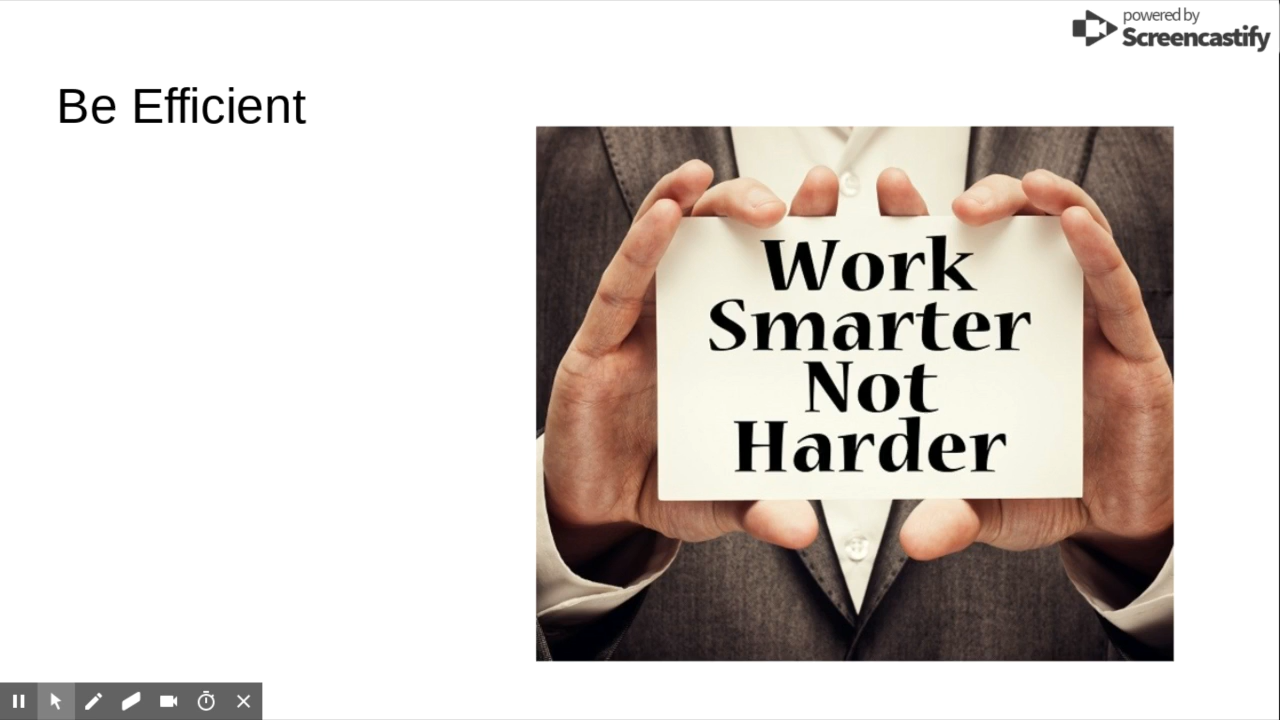 powered by
Screencastify
Be Efficient
Work
Smarter
Not
Harder